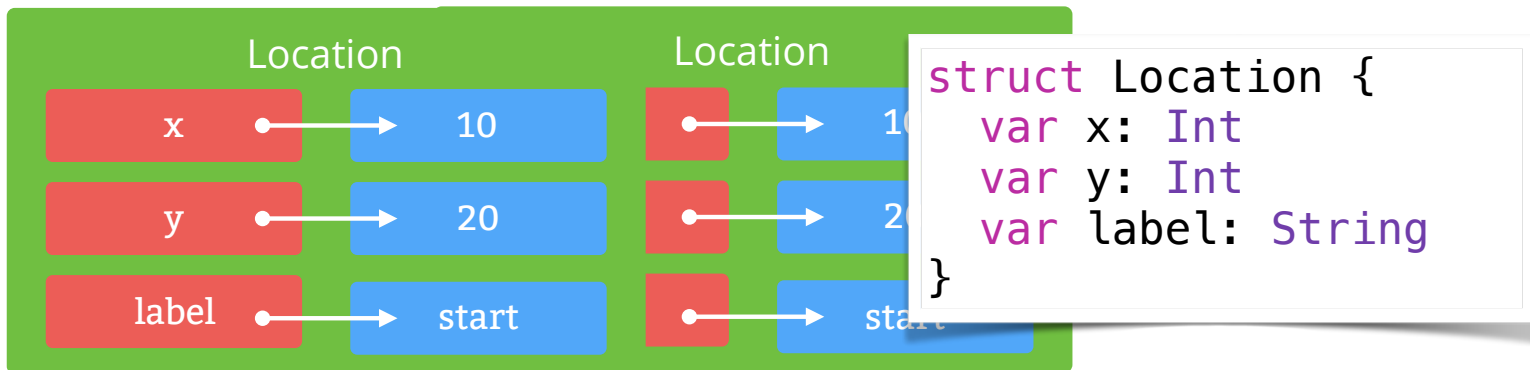 Location
x 10
y 20
label start
Location
struct Location {
  var x: Int
  var y: Int
  var label: String
}